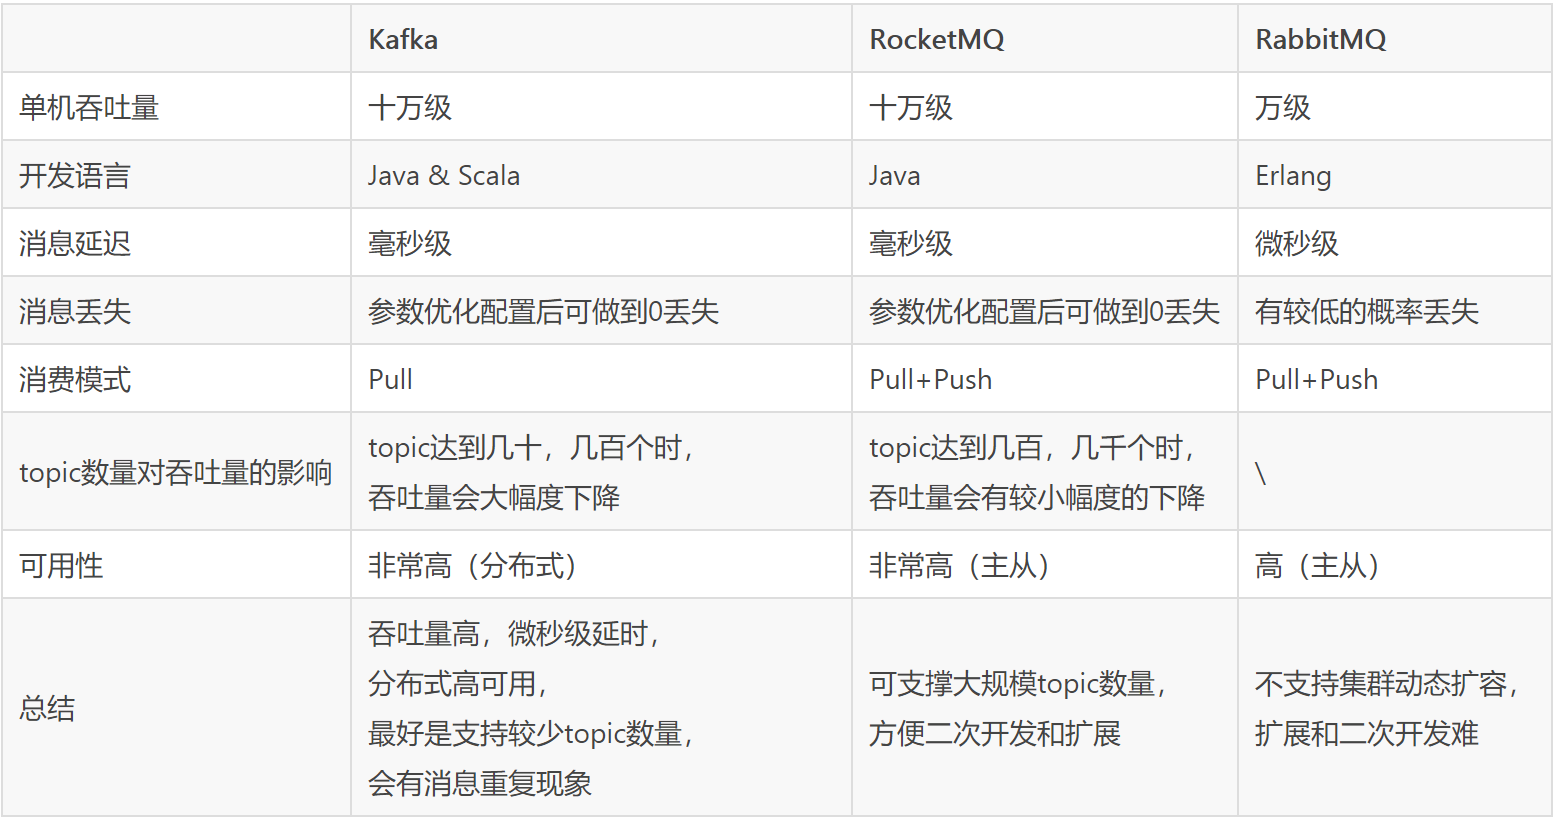 Kafka RocketMQ RabbitMQ
单机吞吐量 十万级 十万级 万级
开发语言 Java & Scala Java Erlang
消息延迟 毫秒级 毫秒级 微秒级
消息丢失 参数优化配置后可做到0丢失 参数优化配置后可做到0丢失 有较低的概率丢失
消费模式 Pull Pull+Push Pull+Push
topic数量对吞吐量的影响
topic达到几十，几百个时，
吞吐量会大幅度下降
topic达到几百，几千个时，
吞吐量会有较小幅度的下降
\
可用性 非常高（分布式） 非常高（主从） 高（主从）
总结
吞吐量高，微秒级延时，
分布式高可用，
最好是支持较少topic数量，
会有消息重复现象
可支撑大规模topic数量，
方便二次开发和扩展
不支持集群动态扩容，
扩展和二次开发难